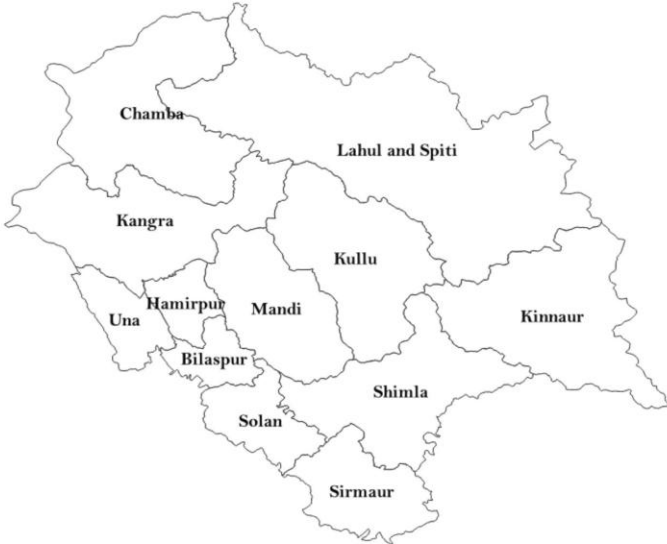 Chamba
Lahul and Spiti
Kangra
Kullu
Hamirpur
Mandi
Una
Kinnaur
Bilaspur
Shimla
Solan
Sirmaur